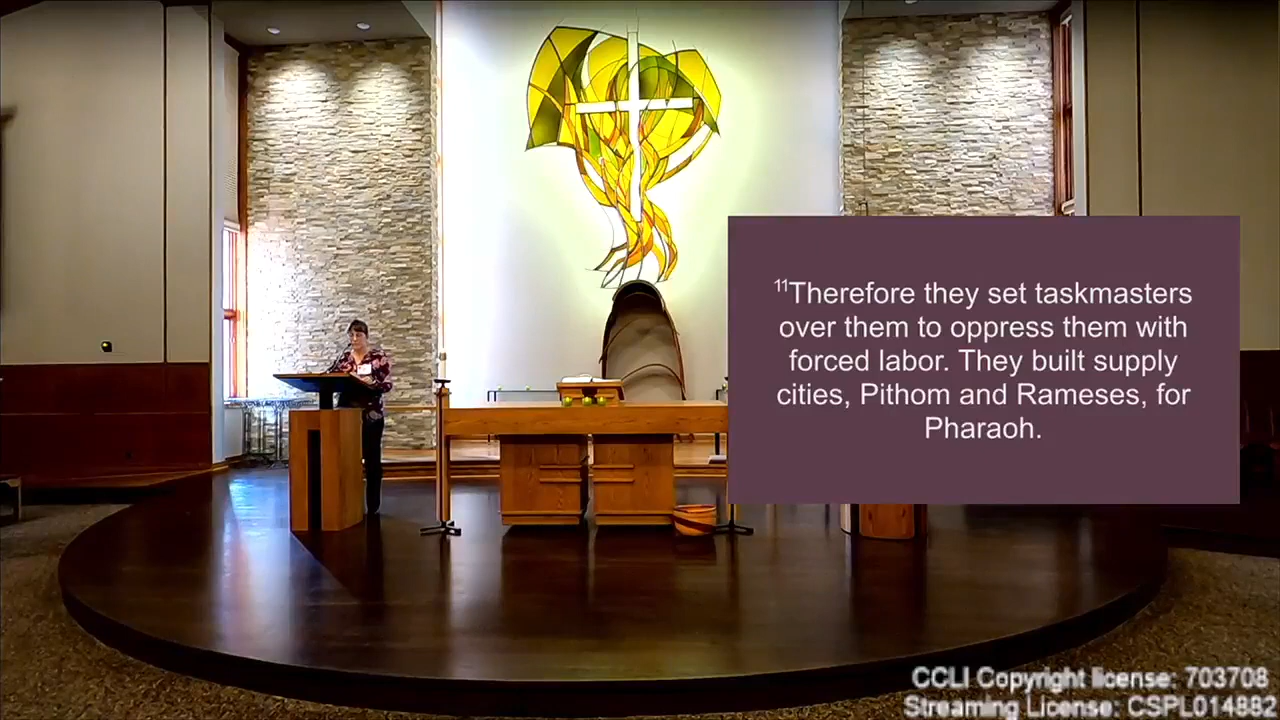 ¹¹Therefore they set taskmasters
over them to oppress them with
forced labor. They built supply
cities, Pithom and Rameses, for
Pharaoh.
CCLI Copyright license: 703708
Streaming License: CSPL014882